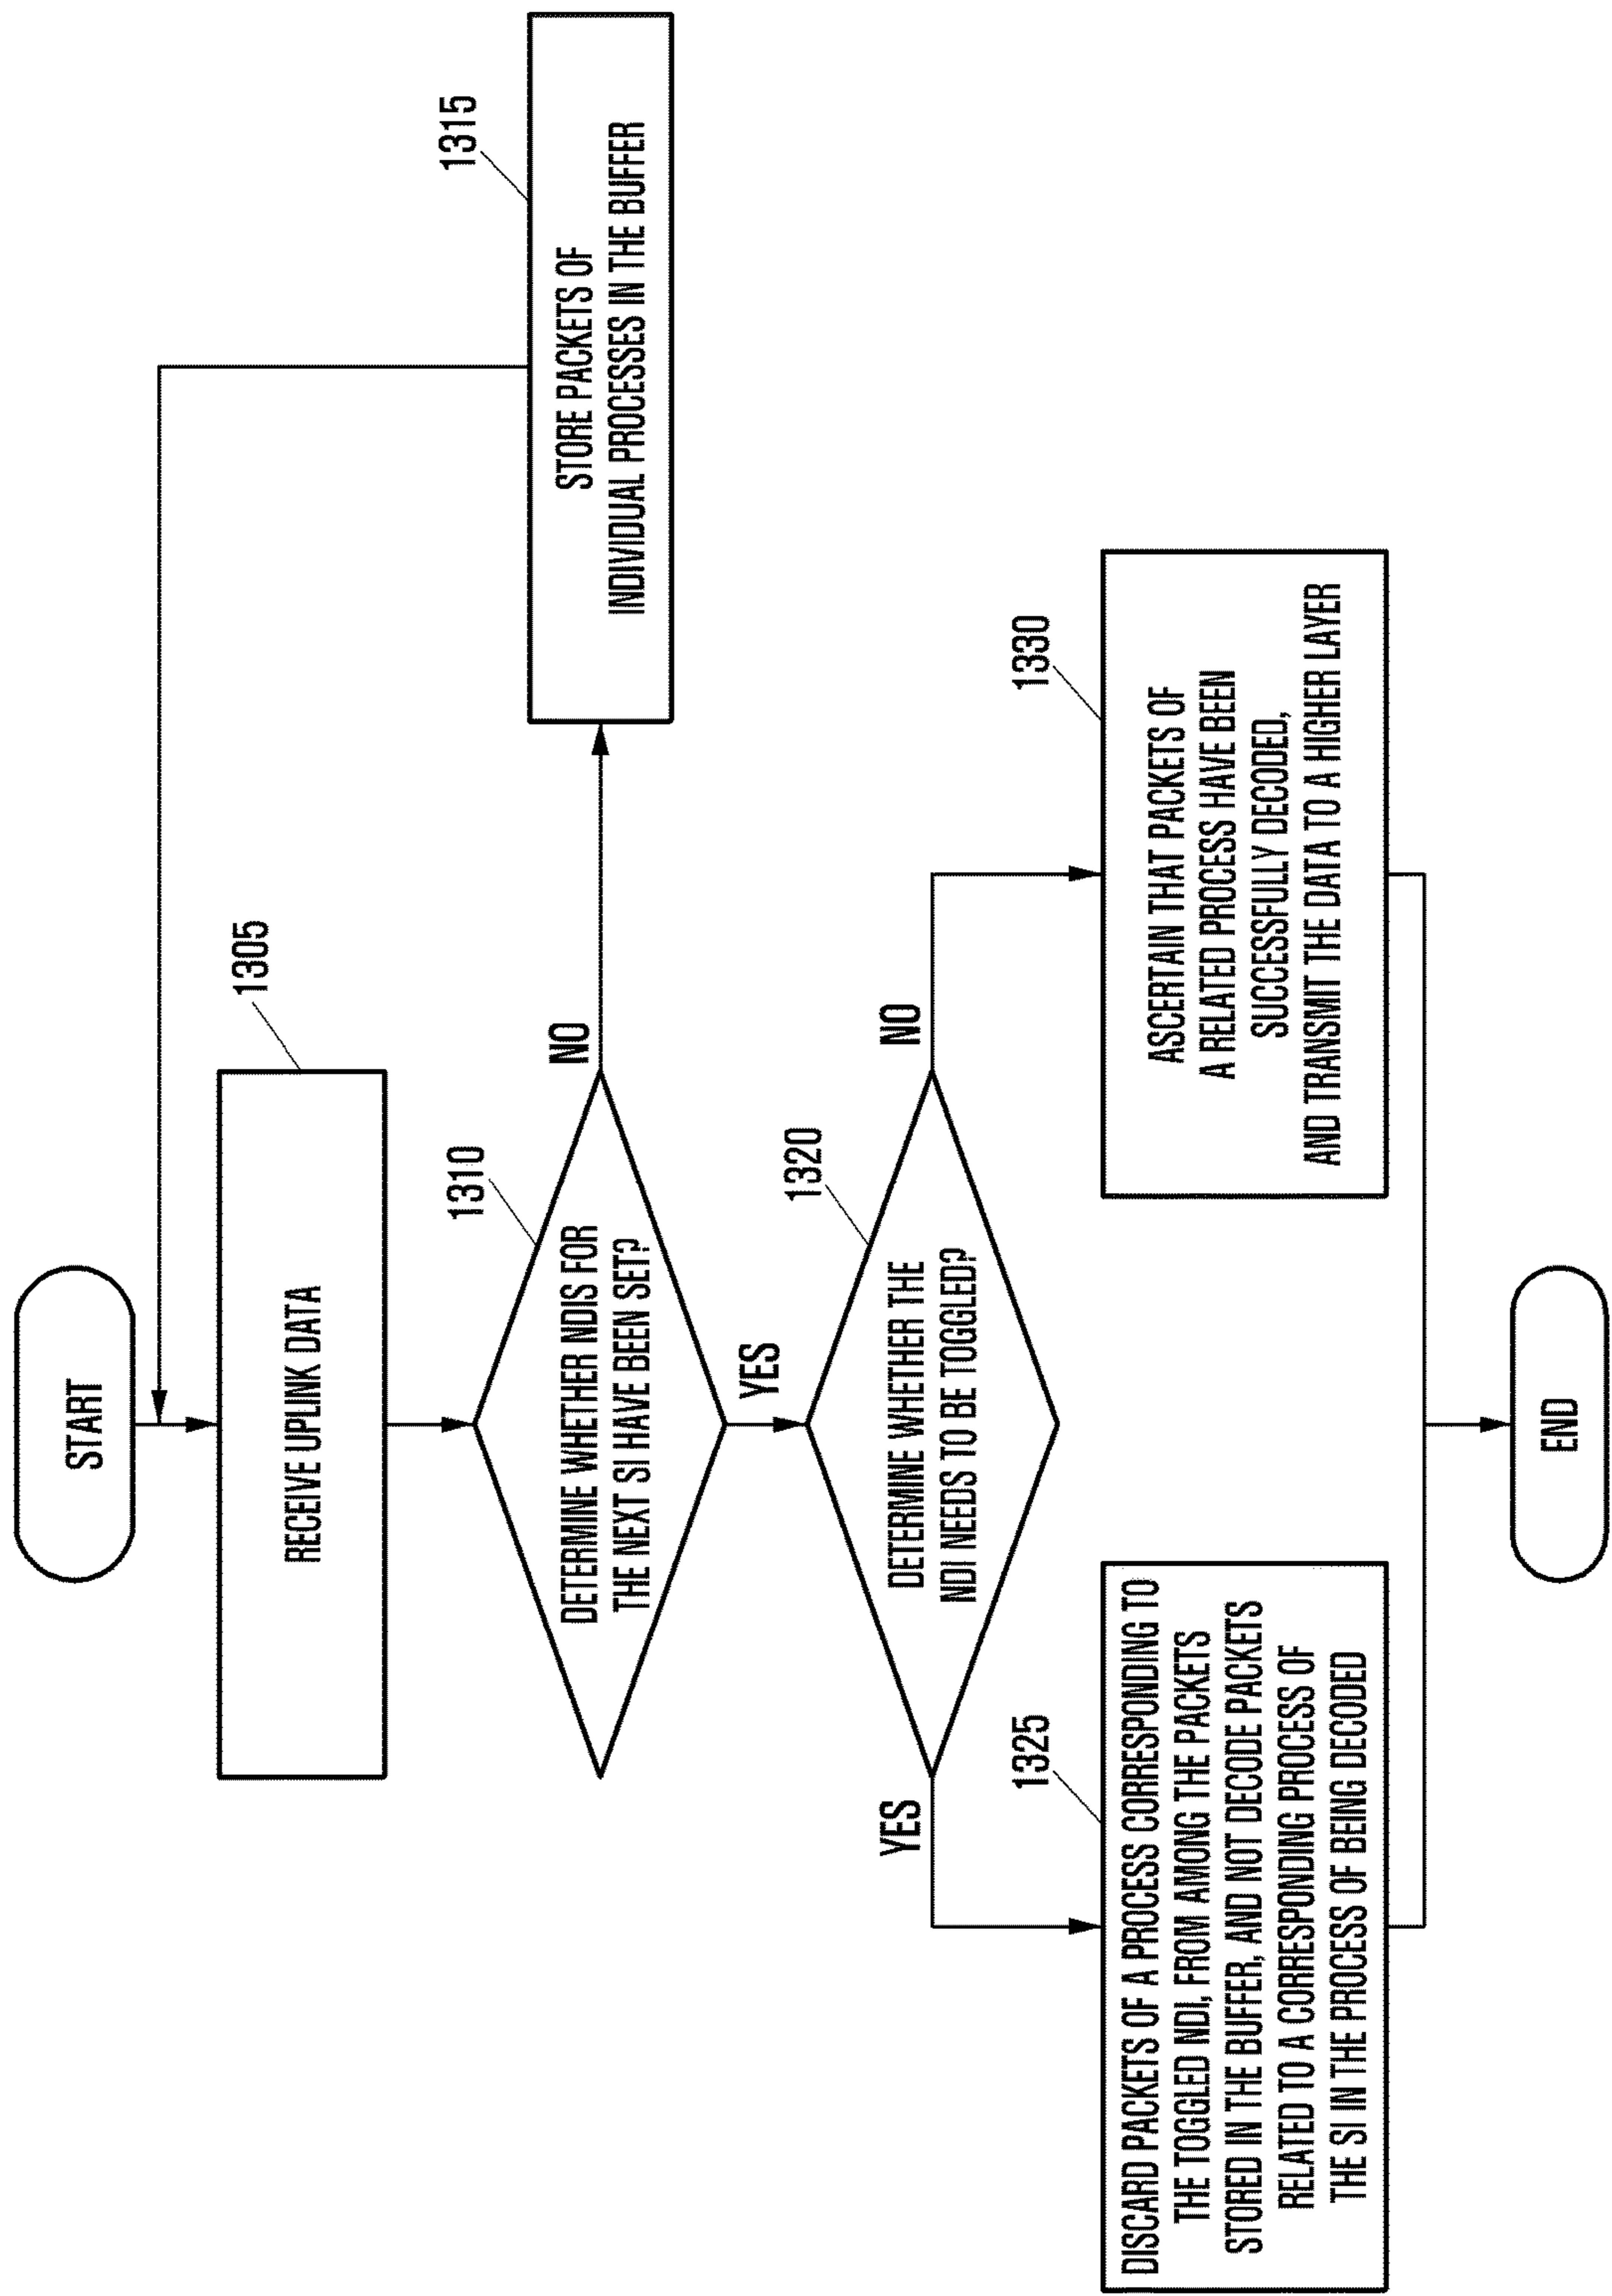 START
1305
RECEIVE UPLINK DATA
1310
DETERMINE WHETHER NDIS FOR
THE NEXT SI HAVE BEEN SET?
NO
1315
STORE PACKETS OF
INDIVIDUAL PROCESSES IN THE BUFFER
YES
1320
DETERMINE WHETHER THE
NDI NEEDS TO BE TOGGLED?
YES
NO
1325
DISCARD PACKETS OF A PROCESS CORRESPONDING TO
THE TOGGLED NDI, FROM AMONG THE PACKETS
STORED IN THE BUFFER, AND NOT DECODE PACKETS
RELATED TO A CORRESPONDING PROCESS OF
THE SI IN THE PROCESS OF BEING DECODED
1330
ASCERTAIN THAT PACKETS OF
A RELATED PROCESS HAVE BEEN
SUCCESSFULLY DECODED,
AND TRANSMIT THE DATA TO A HIGHER LAYER
END